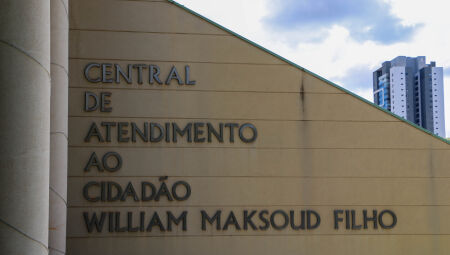 CENTRAL
DE
ATENDIMENTO
AO
CIDADÃO
WILLIAM MAKSOUD FILHO